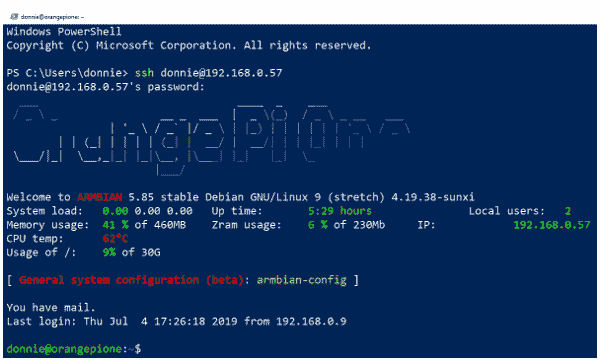 donnie@orangepione: ~
Windows PowerShell
Copyright (C) Microsoft Corporation. All rights reserved.
PS C:\Users\donnie> ssh donnie@192.168.0.57
donnie@192.168.0.57's password:
Welcome to ARMBIAN 5.85 stable Debian GNU/Linux 9 (stretch) 4.19.38-sunxi
System load: 0.00 0.00 0.00 Up time: 5:29 hours Local users: 2
Memory usage: 41 % of 460MB Zram usage: 6 % of 230Mb IP: 192.168.0.57
CPU temp: 62°C
Usage of /: 9% of 30G
[ General system configuration (beta): armbian-config ]
You have mail.
Last login: Thu Jul 4 17:26:18 2019 from 192.168.0.9
donnie@orangepione:~$